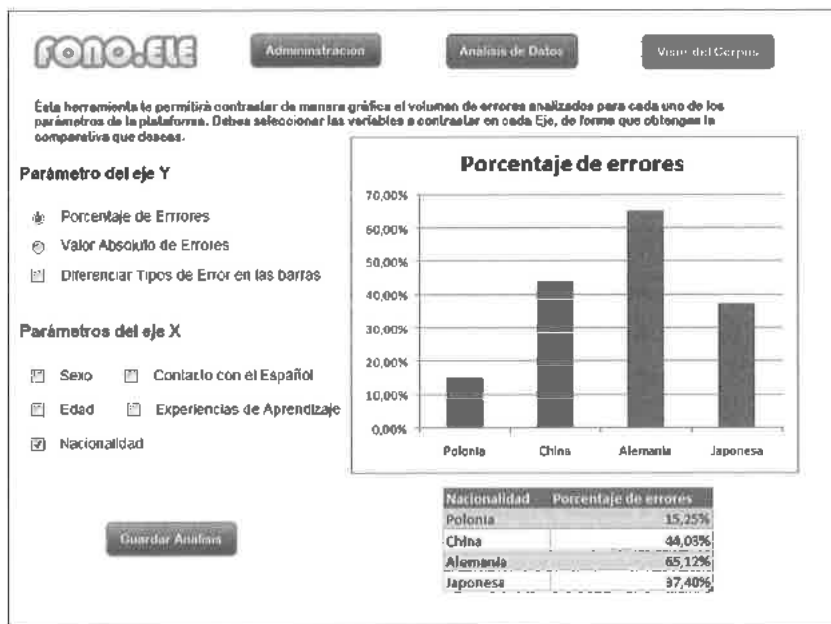 FONO.ELE
Administración
Análisis de Datos
Visor del Corpus
Ésta herramienta te permitirá contrastar de manara gráfica el volumen de errores analizados para cada uno de los
parámetros de la plataforma. Debes seleccionar las variables a contrastar en cada Eje, de forma que obtengas la
comparativa que desees.
Parámetro del eje Y
Porcentaje de Errrores
Valor Absoluto de Errores
Diferenciar Tipos de Error en las barras
Parámetros del eje X
Sexo
Contacto con el Español
Edad
Experiencias de Aprendizaje
Nacionalidad
Guardar Análisis
Porcentaje de errores
70,00%
60,00%
50,00%
40,00%
30,00%
20,00%
10,00%
0,00%
Polonia China Alemania Japonesa
Nacionalidad Porcentaje de errores
Polonia 15,25%
China 44,03%
Alemania 65,12%
Japonesa 37,40%